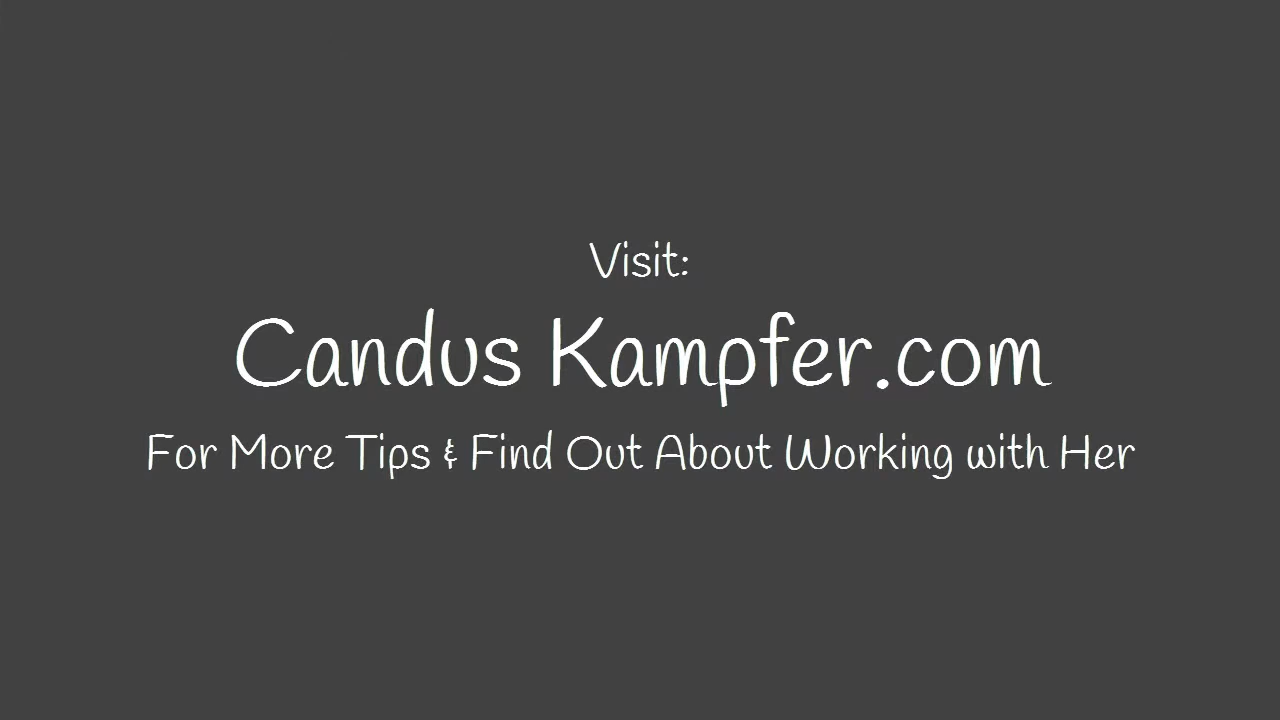 Visit:
Candus Kampfer.com
For More Tips & Find Out About Working with Her